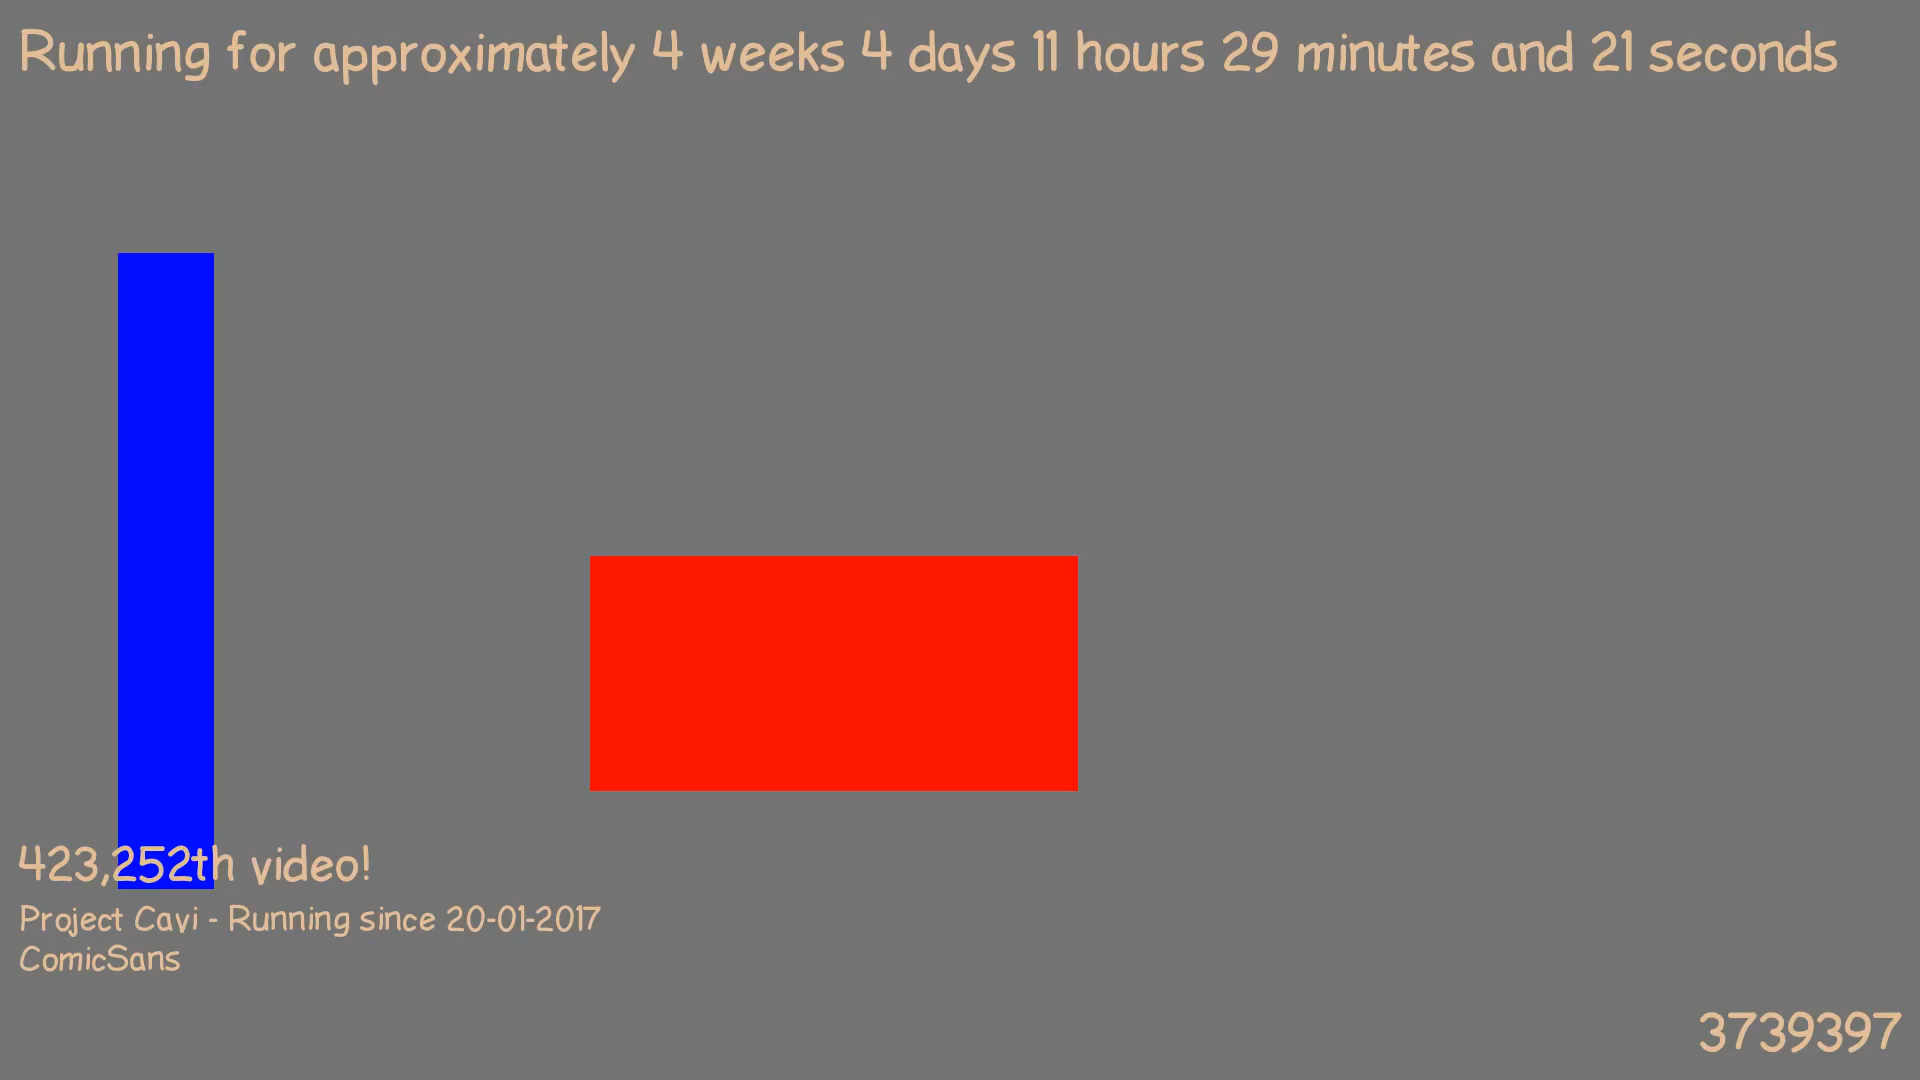 Running for approximately 4 weeks 4 days 11 hours 29 minutes and 21 seconds
423,252th video!
Project Cavi - Running since 20-01-2017
ComicSans
3739397